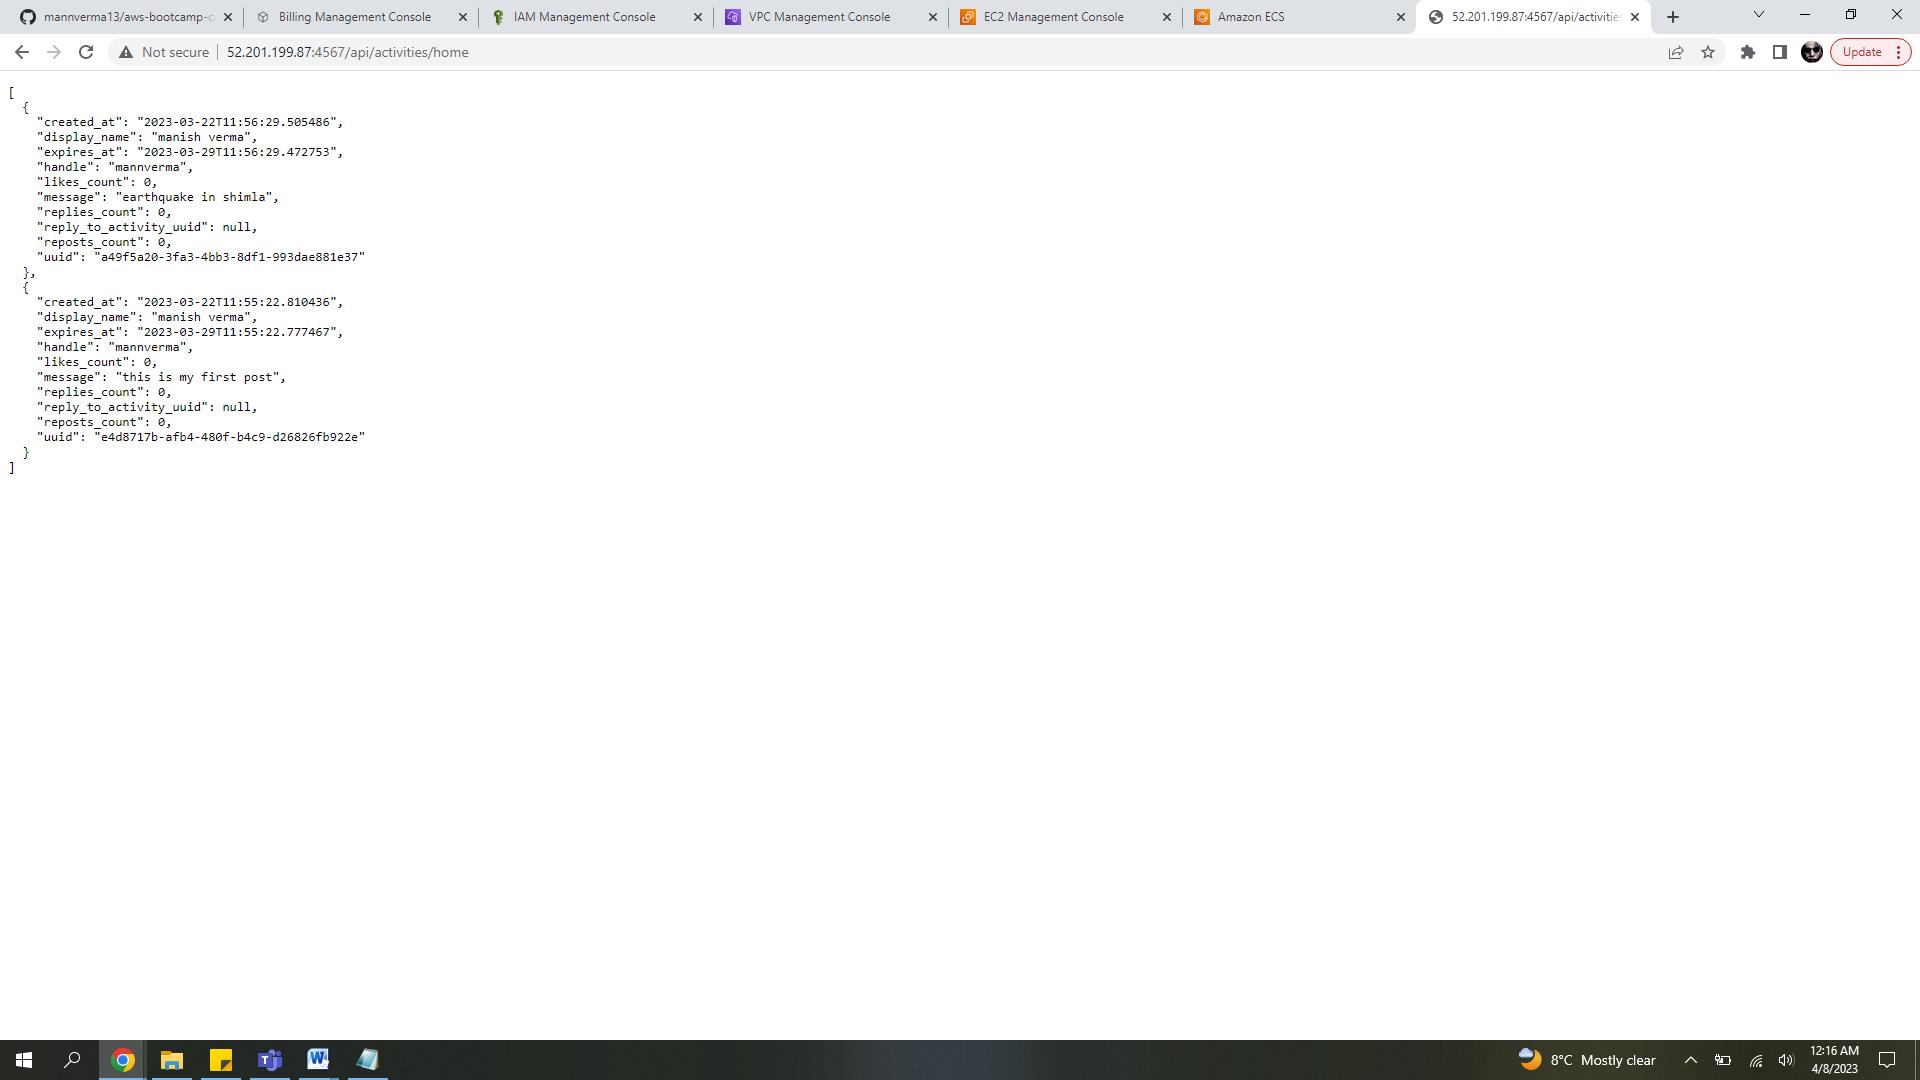 mannverma13/aws-bootcamp-c
Billing Management Console
IAM Management Console
VPC Management Console
EC2 Management Console
Amazon ECS
52.201.199.87:4567/api/activitie
Not secure
52.201.199.87:4567/api/activities/home
Update
[
  {
    "created_at": "2023-03-22T11:56:29.505486",
    "display_name": "manish verma",
    "expires_at": "2023-03-29T11:56:29.472753",
    "handle": "mannverma",
    "likes_count": 0,
    "message": "earthquake in shimla",
    "replies_count": 0,
    "reply_to_activity_uuid": null,
    "reposts_count": 0,
    "uuid": "a49f5a20-3fa3-4bb3-8df1-993dae881e37"
  },
  {
    "created_at": "2023-03-22T11:55:22.810436",
    "display_name": "manish verma",
    "expires_at": "2023-03-29T11:55:22.777467",
    "handle": "mannverma",
    "likes_count": 0,
    "message": "this is my first post",
    "replies_count": 0,
    "reply_to_activity_uuid": null,
    "reposts_count": 0,
    "uuid": "e4d8717b-afb4-480f-b4c9-d26826fb922e"
  }
]
8°C Mostly clear
12:16 AM
4/8/2023